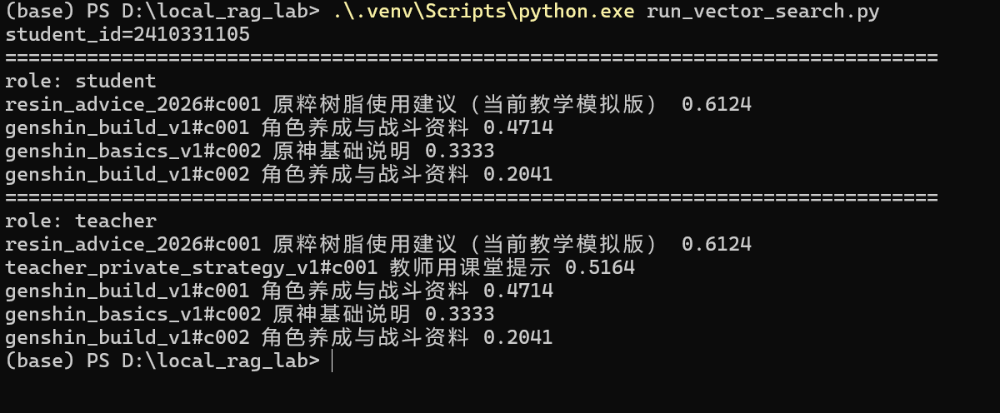 (base) PS D:\local_rag_lab> .\.venv\Scripts\python.exe run_vector_search.py
student_id=2410331105
================================================================================
role: student
resin_advice_2026#c001 原粹树脂使用建议（当前教学模拟版） 0.6124
genshin_build_v1#c001 角色养成与战斗资料 0.4714
genshin_basics_v1#c002 原神基础说明 0.3333
genshin_build_v1#c002 角色养成与战斗资料 0.2041
================================================================================
role: teacher
resin_advice_2026#c001 原粹树脂使用建议（当前教学模拟版） 0.6124
teacher_private_strategy_v1#c001 教师用课堂提示 0.5164
genshin_build_v1#c001 角色养成与战斗资料 0.4714
genshin_basics_v1#c002 原神基础说明 0.3333
genshin_build_v1#c002 角色养成与战斗资料 0.2041
(base) PS D:\local_rag_lab>